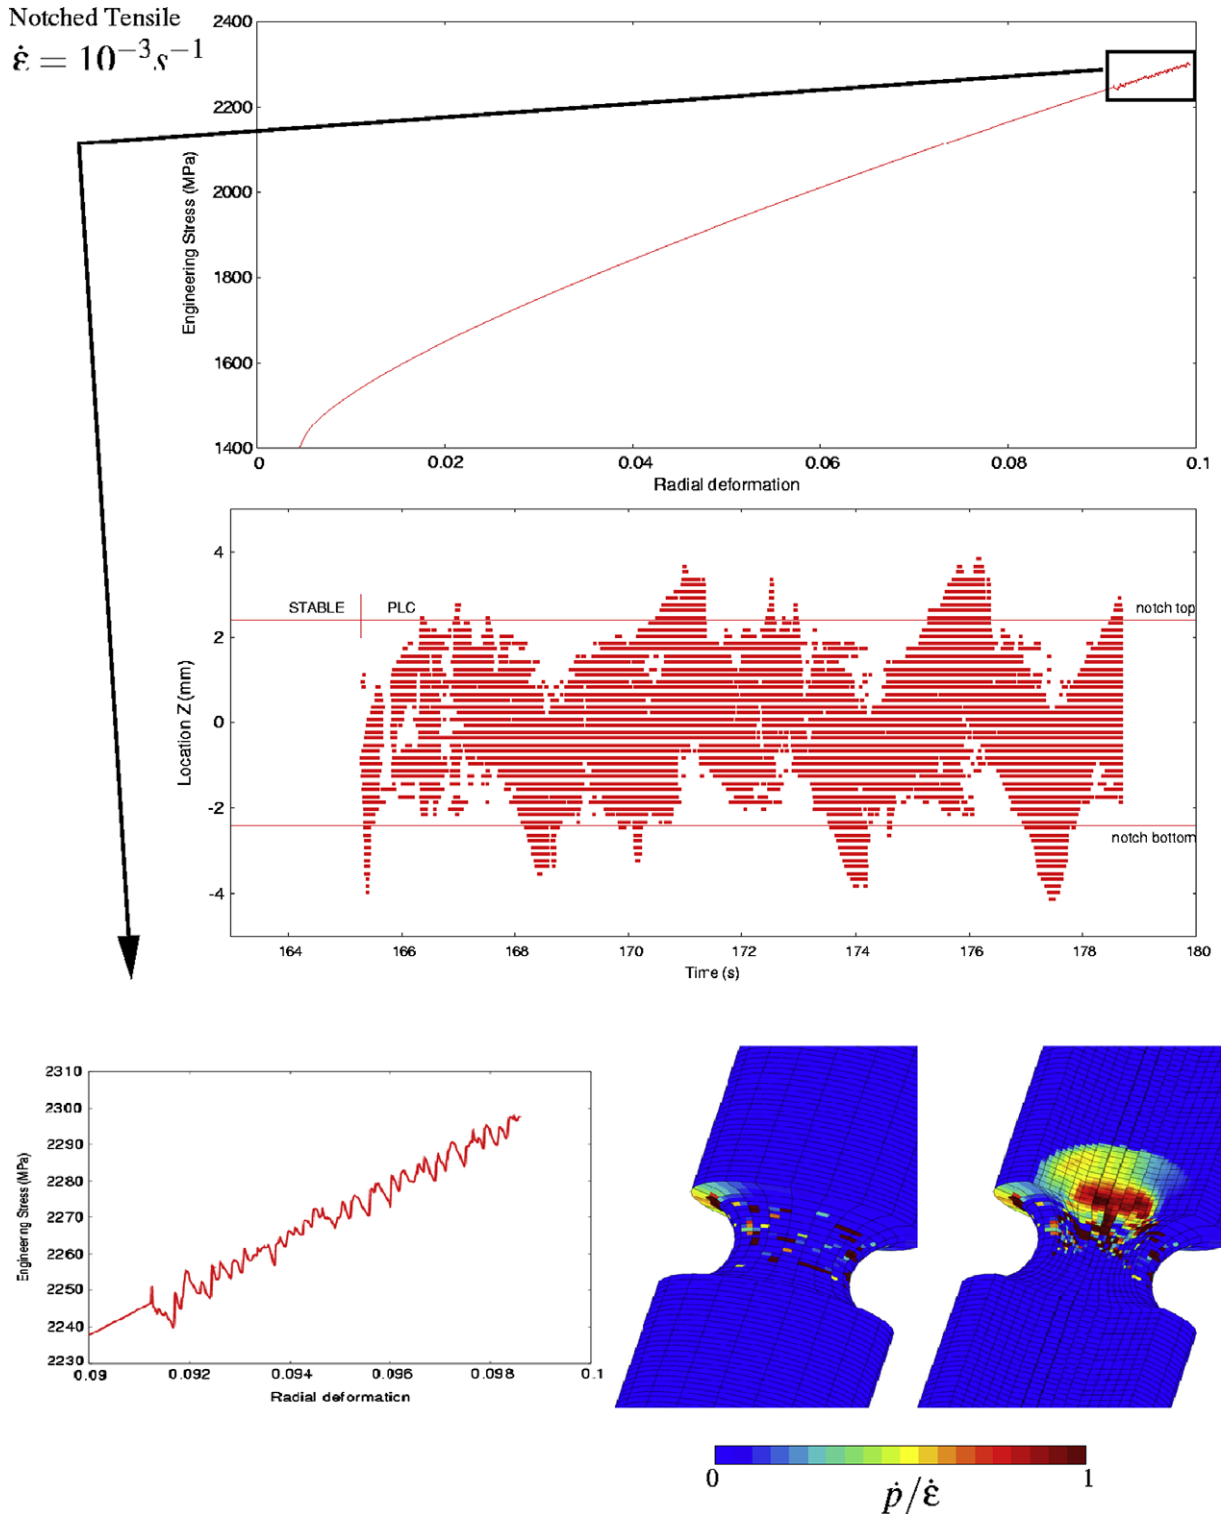 Notched Tensile
ε̇ = 10⁻³s⁻¹
2400
2200
2000
1800
1600
1400
Engineering Stress (MPa)
0 0.02 0.04 0.06 0.08 0.1
Radial deformation
4
2
0
-2
-4
Location Z (mm)
STABLE PLC
notch top
notch bottom
164 166 168 170 172 174 176 178 180
Time (s)
2310
2300
2290
2280
2270
2260
2250
2240
2230
Engineering Stress (MPa)
0.09 0.092 0.094 0.096 0.098 0.1
Radial deformation
0 1
ṗ/ε̇